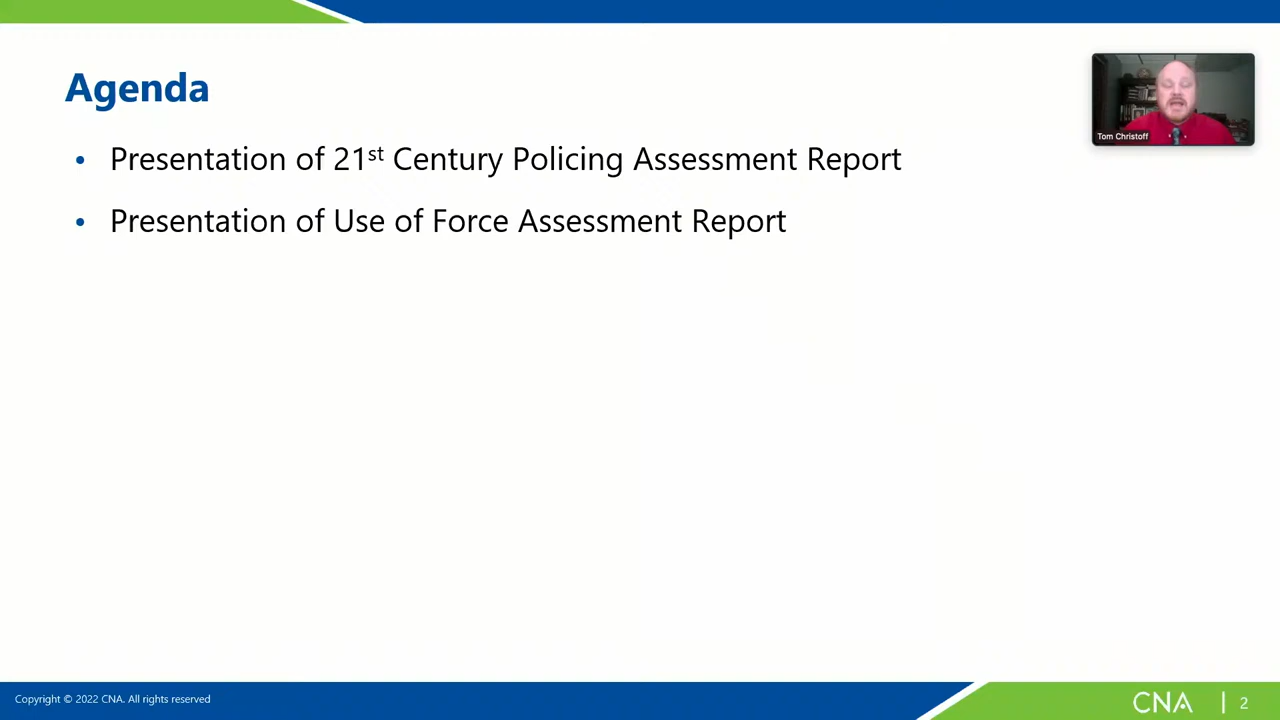 Agenda
Tom Christoff
• Presentation of 21st Century Policing Assessment Report
• Presentation of Use of Force Assessment Report
Copyright © 2022 CNA. All rights reserved
CNA | 2